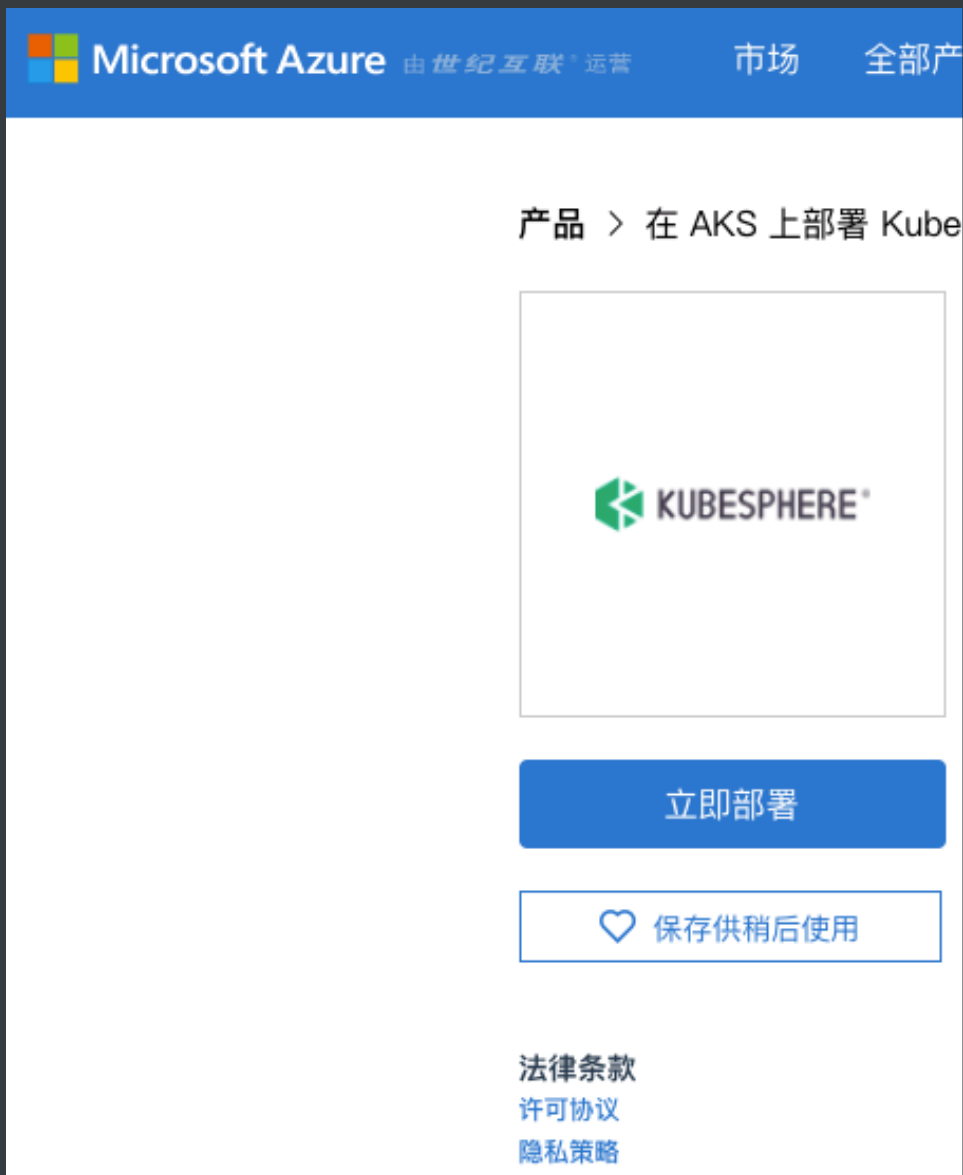 Microsoft Azure 由世纪互联运营 市场 全部产
产品 > 在 AKS 上部署 Kube
KUBESPHERE®
立即部署
保存供稍后使用
法律条款
许可协议
隐私策略